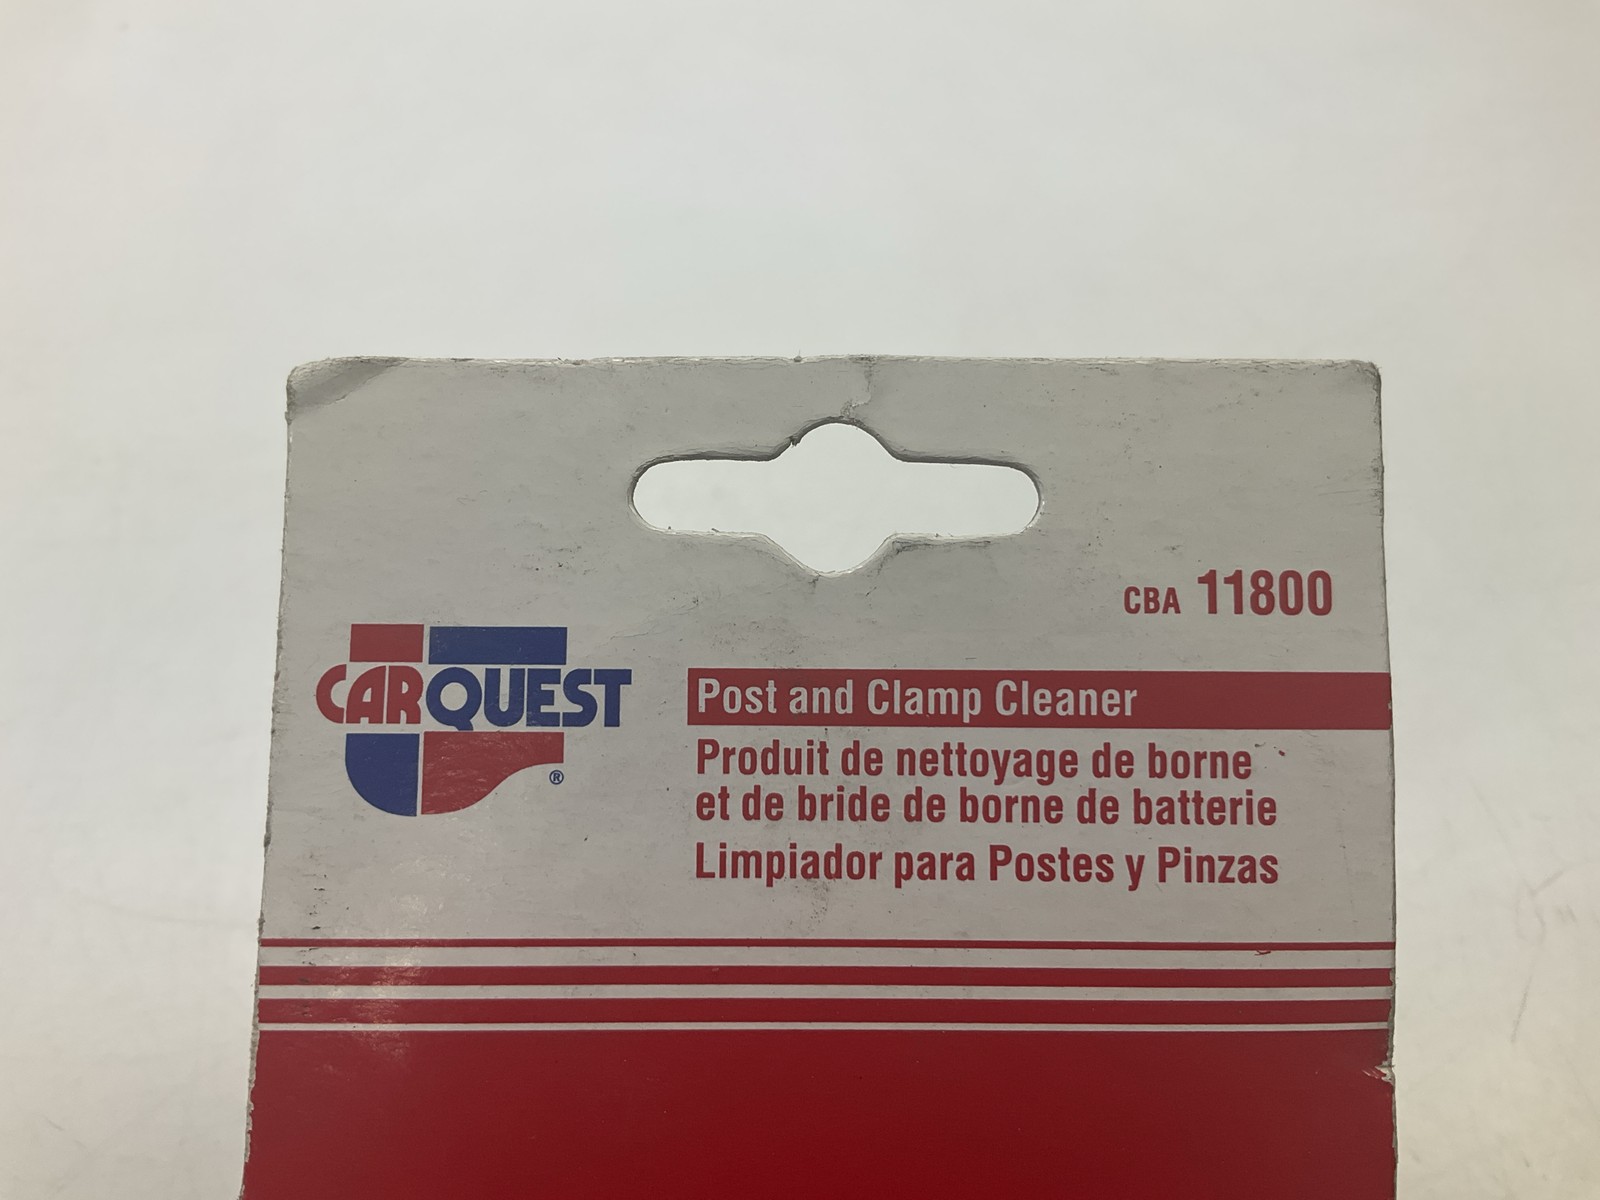 CBA 11800
CARQUEST
®
Post and Clamp Cleaner
Produit de nettoyage de borne
et de bride de borne de batterie
Limpiador para Postes y Pinzas